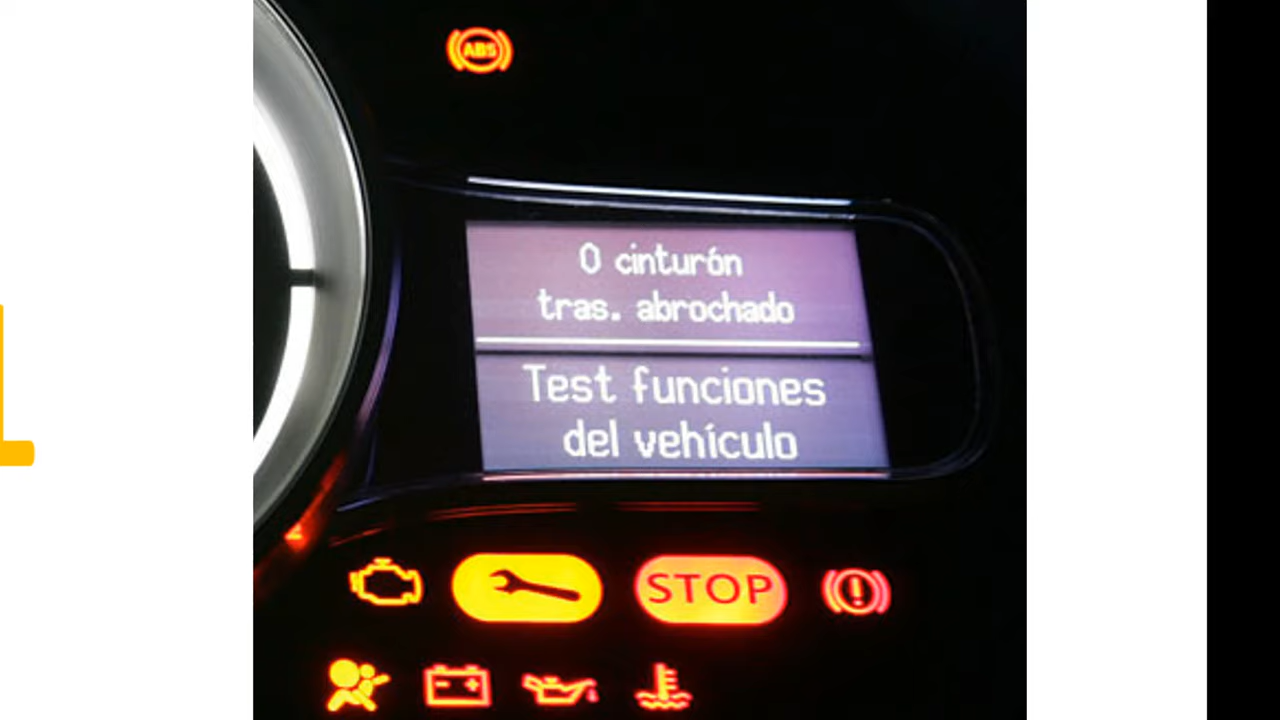 ABS
0 cinturón
tras. abrochado
Test funciones
del vehículo
STOP